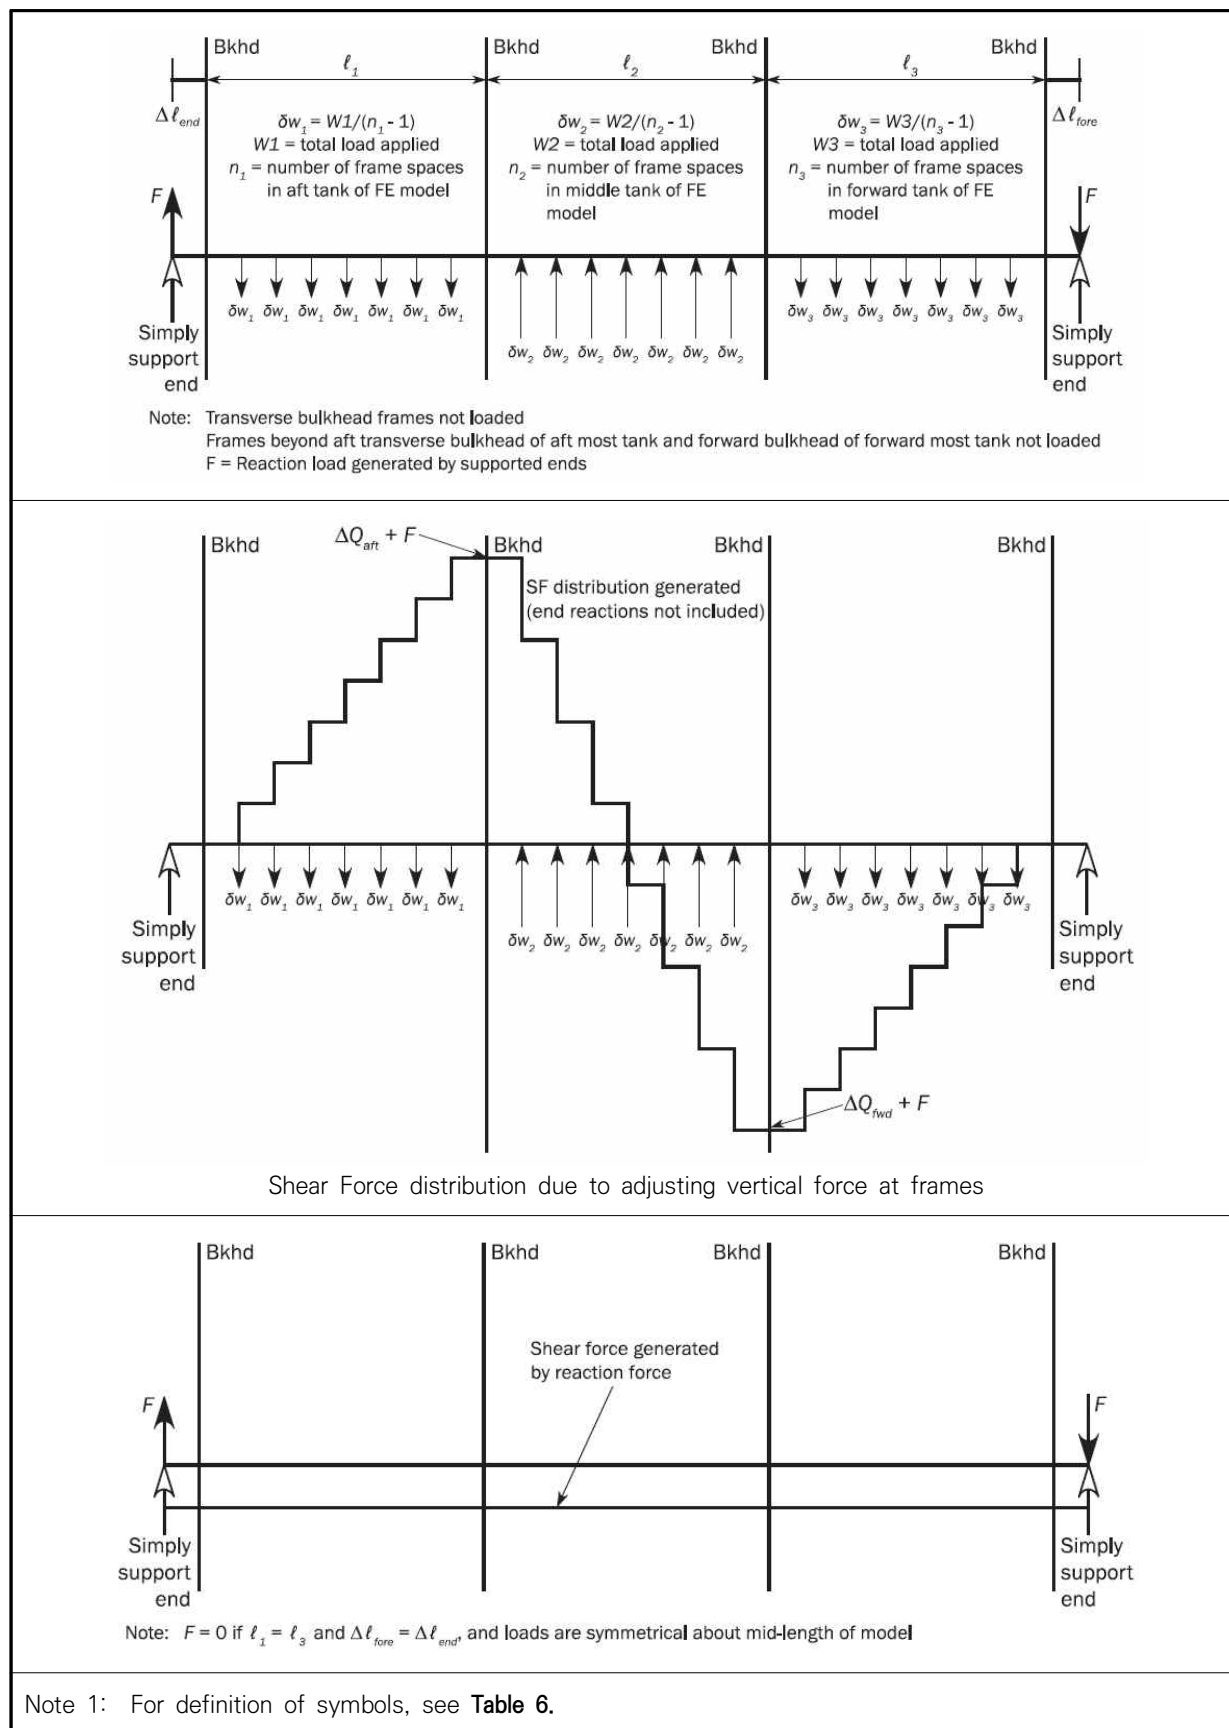 Bkhd Bkhd Bkhd Bkhd
ℓ₁ ℓ₂ ℓ₃
Δℓ_end Δℓ_fore
δw₁ = W1/(n₁ - 1)
W1 = total load applied
n₁ = number of frame spaces
in aft tank of FE model
δw₂ = W2/(n₂ - 1)
W2 = total load applied
n₂ = number of frame spaces
in middle tank of FE
model
δw₃ = W3/(n₃ - 1)
W3 = total load applied
n₃ = number of frame spaces
in forward tank of FE
model
F F
δw₁ δw₁ δw₁ δw₁ δw₁ δw₁ δw₁
δw₂ δw₂ δw₂ δw₂ δw₂ δw₂ δw₂
δw₃ δw₃ δw₃ δw₃ δw₃ δw₃ δw₃
Simply
support
end
Simply
support
end
Note: Transverse bulkhead frames not loaded
Frames beyond aft transverse bulkhead of aft most tank and forward bulkhead of forward most tank not loaded
F = Reaction load generated by supported ends
ΔQ_aft + F
Bkhd Bkhd Bkhd Bkhd
SF distribution generated
(end reactions not included)
δw₁ δw₁ δw₁ δw₁ δw₁ δw₁ δw₁
δw₂ δw₂ δw₂ δw₂ δw₂ δw₂ δw₂
δw₃ δw₃ δw₃ δw₃ δw₃ δw₃ δw₃
Simply
support
end
Simply
support
end
ΔQ_fwd + F
Shear Force distribution due to adjusting vertical force at frames
Bkhd Bkhd Bkhd Bkhd
Shear force generated
by reaction force
F F
Simply
support
end
Simply
support
end
Note: F = 0 if ℓ₁ = ℓ₃ and Δℓ_fore = Δℓ_end, and loads are symmetrical about mid-length of model
Note 1: For definition of symbols, see Table 6.